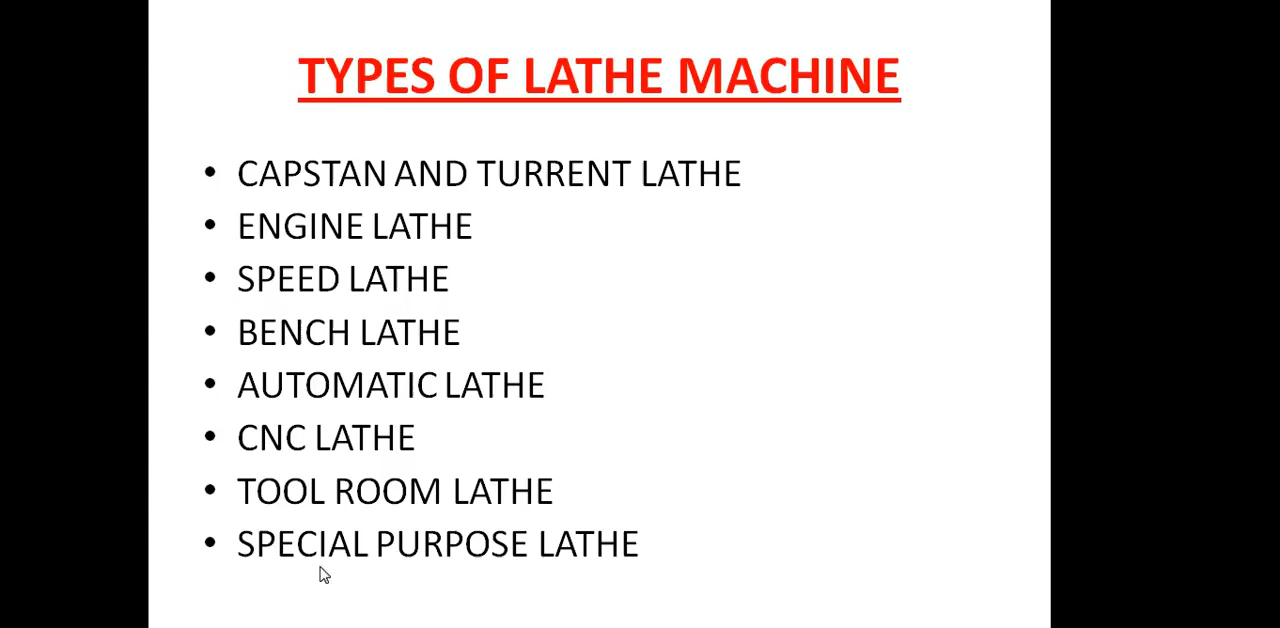 TYPES OF LATHE MACHINE
• CAPSTAN AND TURRENT LATHE
• ENGINE LATHE
• SPEED LATHE
• BENCH LATHE
• AUTOMATIC LATHE
• CNC LATHE
• TOOL ROOM LATHE
• SPECIAL PURPOSE LATHE